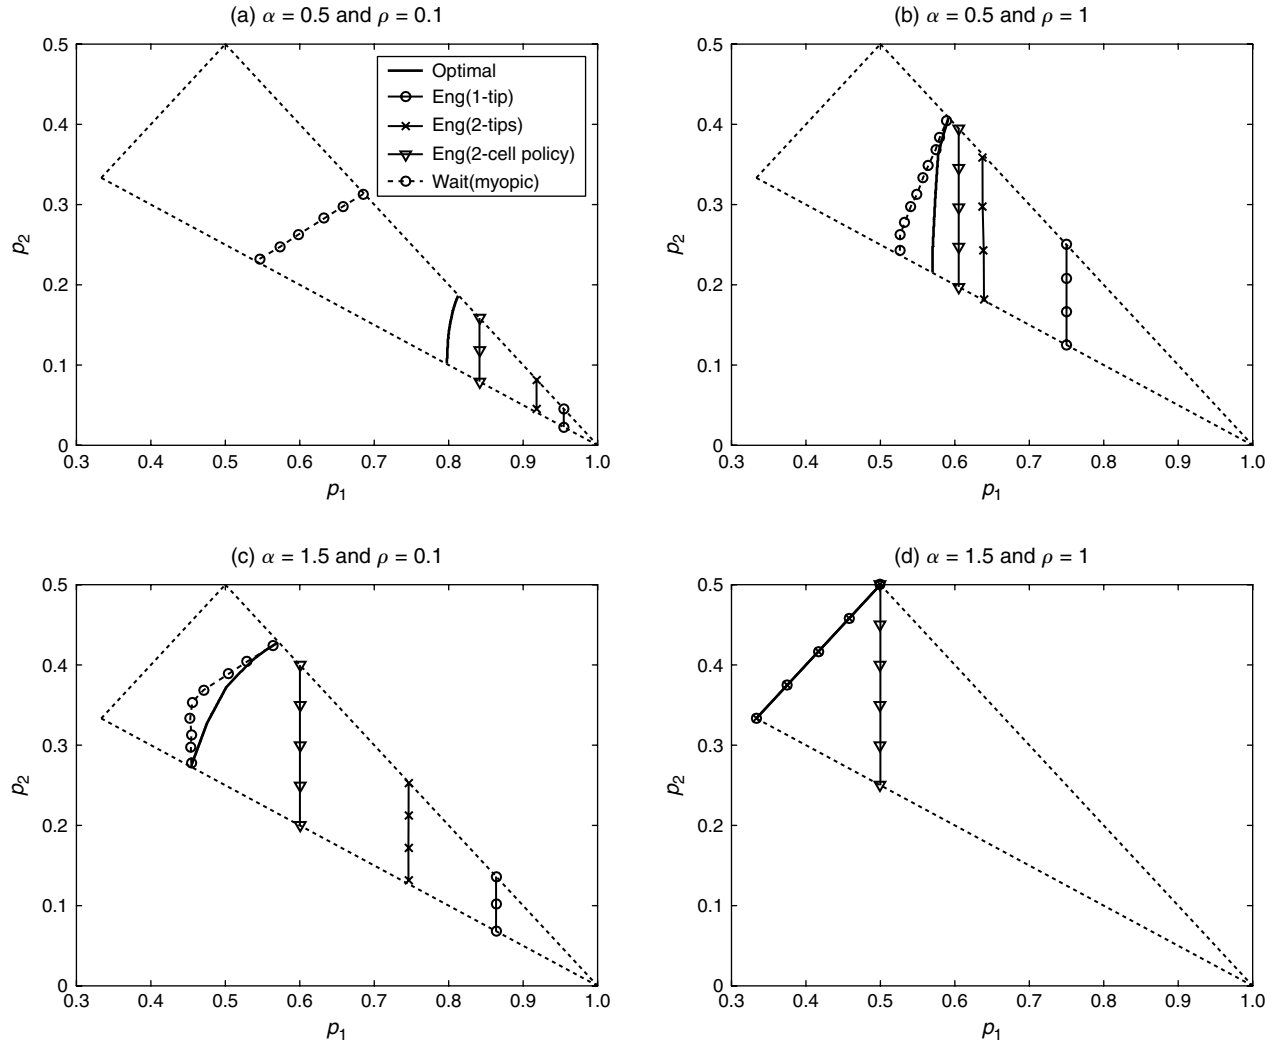 (a) α = 0.5 and ρ = 0.1
0.5
0.4
0.3
0.2
0.1
0
p2
0.3 0.4 0.5 0.6 0.7 0.8 0.9 1.0
p1
Optimal
Eng(1-tip)
Eng(2-tips)
Eng(2-cell policy)
Wait(myopic)
(b) α = 0.5 and ρ = 1
0.5
0.4
0.3
0.2
0.1
0
p2
0.3 0.4 0.5 0.6 0.7 0.8 0.9 1.0
p1
(c) α = 1.5 and ρ = 0.1
0.5
0.4
0.3
0.2
0.1
0
p2
0.3 0.4 0.5 0.6 0.7 0.8 0.9 1.0
p1
(d) α = 1.5 and ρ = 1
0.5
0.4
0.3
0.2
0.1
0
p2
0.3 0.4 0.5 0.6 0.7 0.8 0.9 1.0
p1